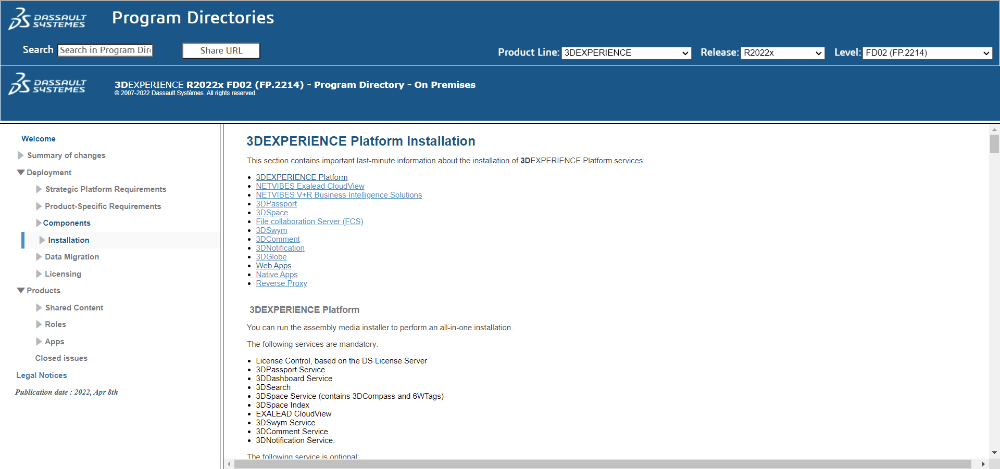 DASSAULT SYSTEMES
Program Directories
Search Search in Program Dir Share URL
Product Line: 3DEXPERIENCE Release: R2022x Level: FD02 (FP.2214)
DASSAULT SYSTEMES
3DEXPERIENCE R2022x FD02 (FP.2214) - Program Directory - On Premises
© 2007-2022 Dassault Systèmes. All rights reserved.
Welcome
Summary of changes
Deployment
Strategic Platform Requirements
Product-Specific Requirements
Components
Installation
Data Migration
Licensing
Products
Shared Content
Roles
Apps
Closed issues
Legal Notices
Publication date : 2022, Apr 8th
3DEXPERIENCE Platform Installation
This section contains important last-minute information about the installation of 3DEXPERIENCE Platform services:
3DEXPERIENCE Platform
NETVIBES Exalead CloudView
NETVIBES V+R Business Intelligence Solutions
3DPassport
3DSpace
File collaboration Server (FCS)
3DSwym
3DComment
3DNotification
3DGlobe
Web Apps
Native Apps
Reverse Proxy
3DEXPERIENCE Platform
You can run the assembly media installer to perform an all-in-one installation.
The following services are mandatory:
License Control, based on the DS License Server
3DPassport Service
3DDashboard Service
3DSearch
3DSpace Service (contains 3DCompass and 6WTags)
3DSpace Index
EXALEAD CloudView
3DSwym Service
3DComment Service
3DNotification Service.
The following service is optional: